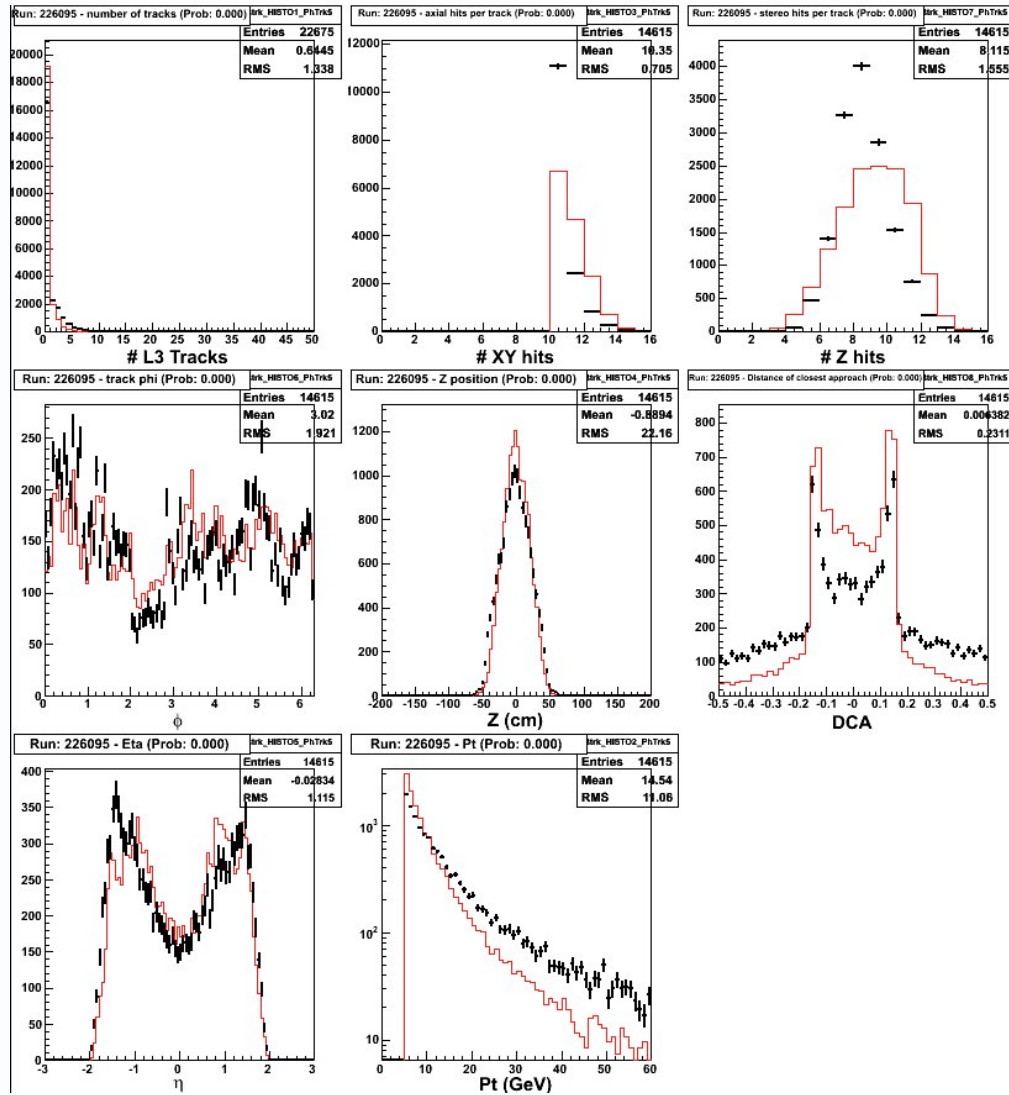 Run: 226095 - number of tracks (Prob: 0.000)
Entries 22675
Mean 0.6445
RMS 1.338
20000
18000
16000
14000
12000
10000
8000
6000
4000
2000
0
0 5 10 15 20 25 30 35 40 45 50
# L3 Tracks
Run: 226095 - axial hits per track (Prob: 0.000)
trk_HISTO3_PhTrk5
Entries 14615
Mean 10.35
RMS 0.705
12000
10000
8000
6000
4000
2000
0
0 2 4 6 8 10 12 14 16
# XY hits
Run: 226095 - stereo hits per track (Prob: 0.000)
trk_HISTO7_PhTrk5
Entries 14615
Mean 8.115
RMS 1.555
4000
3500
3000
2500
2000
1500
1000
500
0
0 2 4 6 8 10 12 14 16
# Z hits
Run: 226095 - track phi (Prob: 0.000)
trk_HISTO6_PhTrk5
Entries 14615
Mean 3.02
RMS 1.921
250
200
150
100
50
0
0 1 2 3 4 5 6
ϕ
Run: 226095 - Z position (Prob: 0.000)
trk_HISTO4_PhTrk5
Entries 14615
Mean -0.8894
RMS 22.16
1200
1000
800
600
400
200
0
-200 -150 -100 -50 0 50 100 150 200
Z (cm)
Run: 226095 - Distance of closest approach (Prob: 0.000)
Entries 14615
Mean 0.006382
RMS 0.2311
800
700
600
500
400
300
200
100
0
-0.5 -0.4 -0.3 -0.2 -0.1 -0 0.1 0.2 0.3 0.4 0.5
DCA
Run: 226095 - Eta (Prob: 0.000)
trk_HISTO5_PhTrk5
Entries 14615
Mean -0.02834
RMS 1.115
400
350
300
250
200
150
100
50
0
-3 -2 -1 0 1 2 3
η
Run: 226095 - Pt (Prob: 0.000)
trk_HISTO2_PhTrk5
Entries 14615
Mean 14.54
RMS 11.06
10³
10²
10
0 10 20 30 40 50 60
Pt (GeV)